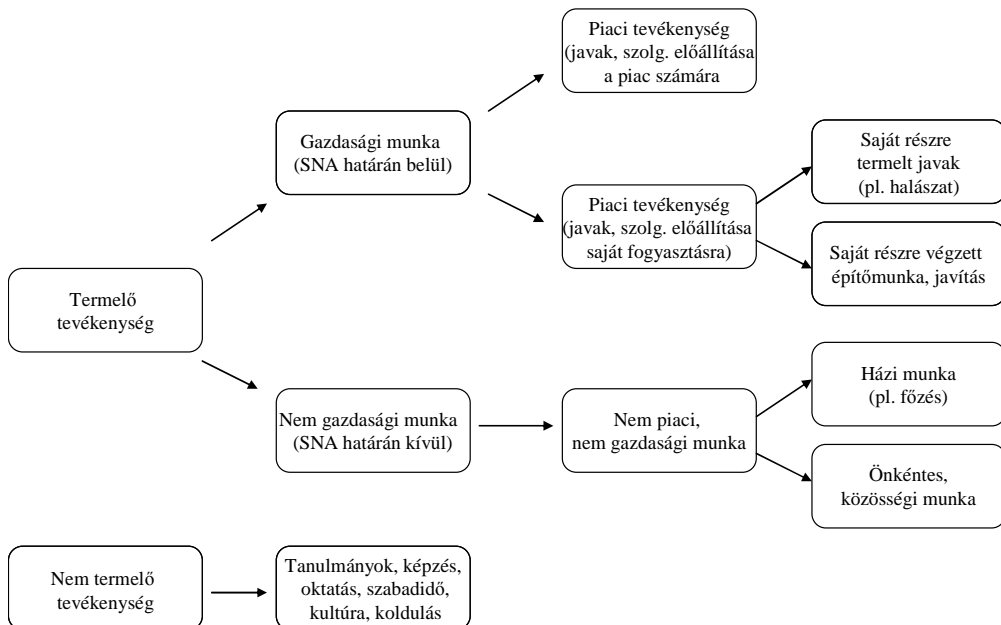 Piaci tevékenység
(javak, szolg. előállítása
a piac számára
Gazdasági munka
(SNA határán belül)
Saját részre
termelt javak
(pl. halászat)
Piaci tevékenység
(javak, szolg. előállítása
saját fogyasztásra)
Saját részre végzett
építőmunka, javítás
Termelő
tevékenység
Nem gazdasági munka
(SNA határán kívül)
Nem piaci,
nem gazdasági munka
Házi munka
(pl. főzés)
Önkéntes,
közösségi munka
Nem termelő
tevékenység
Tanulmányok, képzés,
oktatás, szabadidő,
kultúra, koldulás